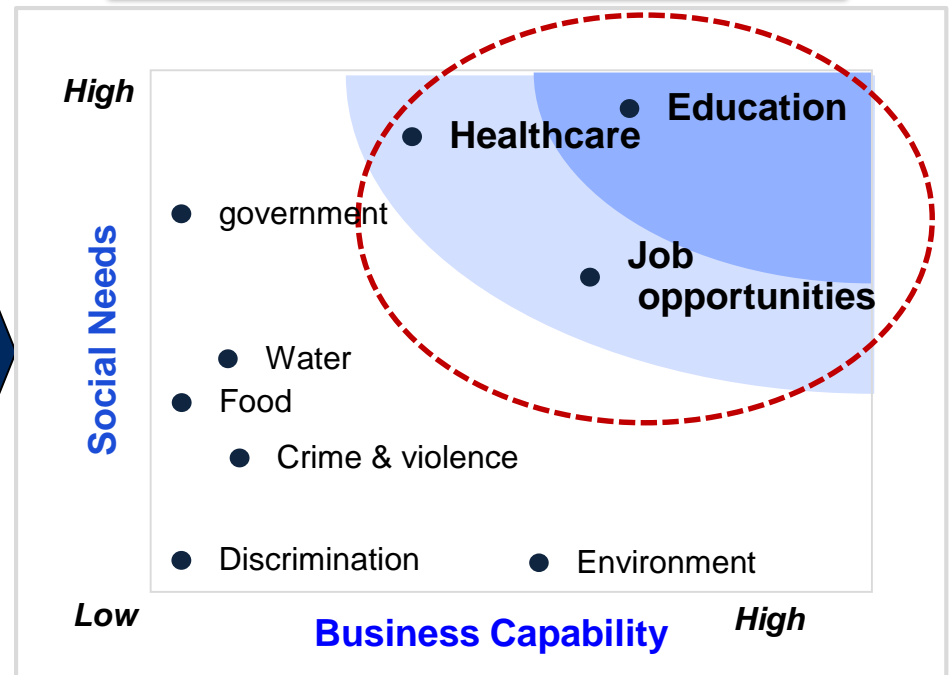 High
Education
Healthcare
government
Job
opportunities
Social Needs
Water
Food
Crime & violence
Discrimination
Environment
Low
High
Business Capability